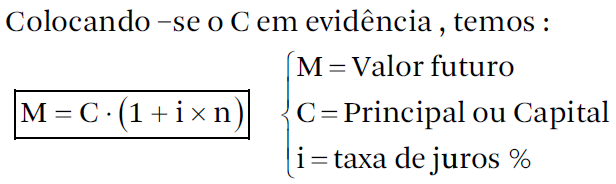 Colocando –se o C em evidência , temos :
M = Valor futuro
M = C · (1 + i × n)
C = Principal ou Capital
i = taxa de juros %